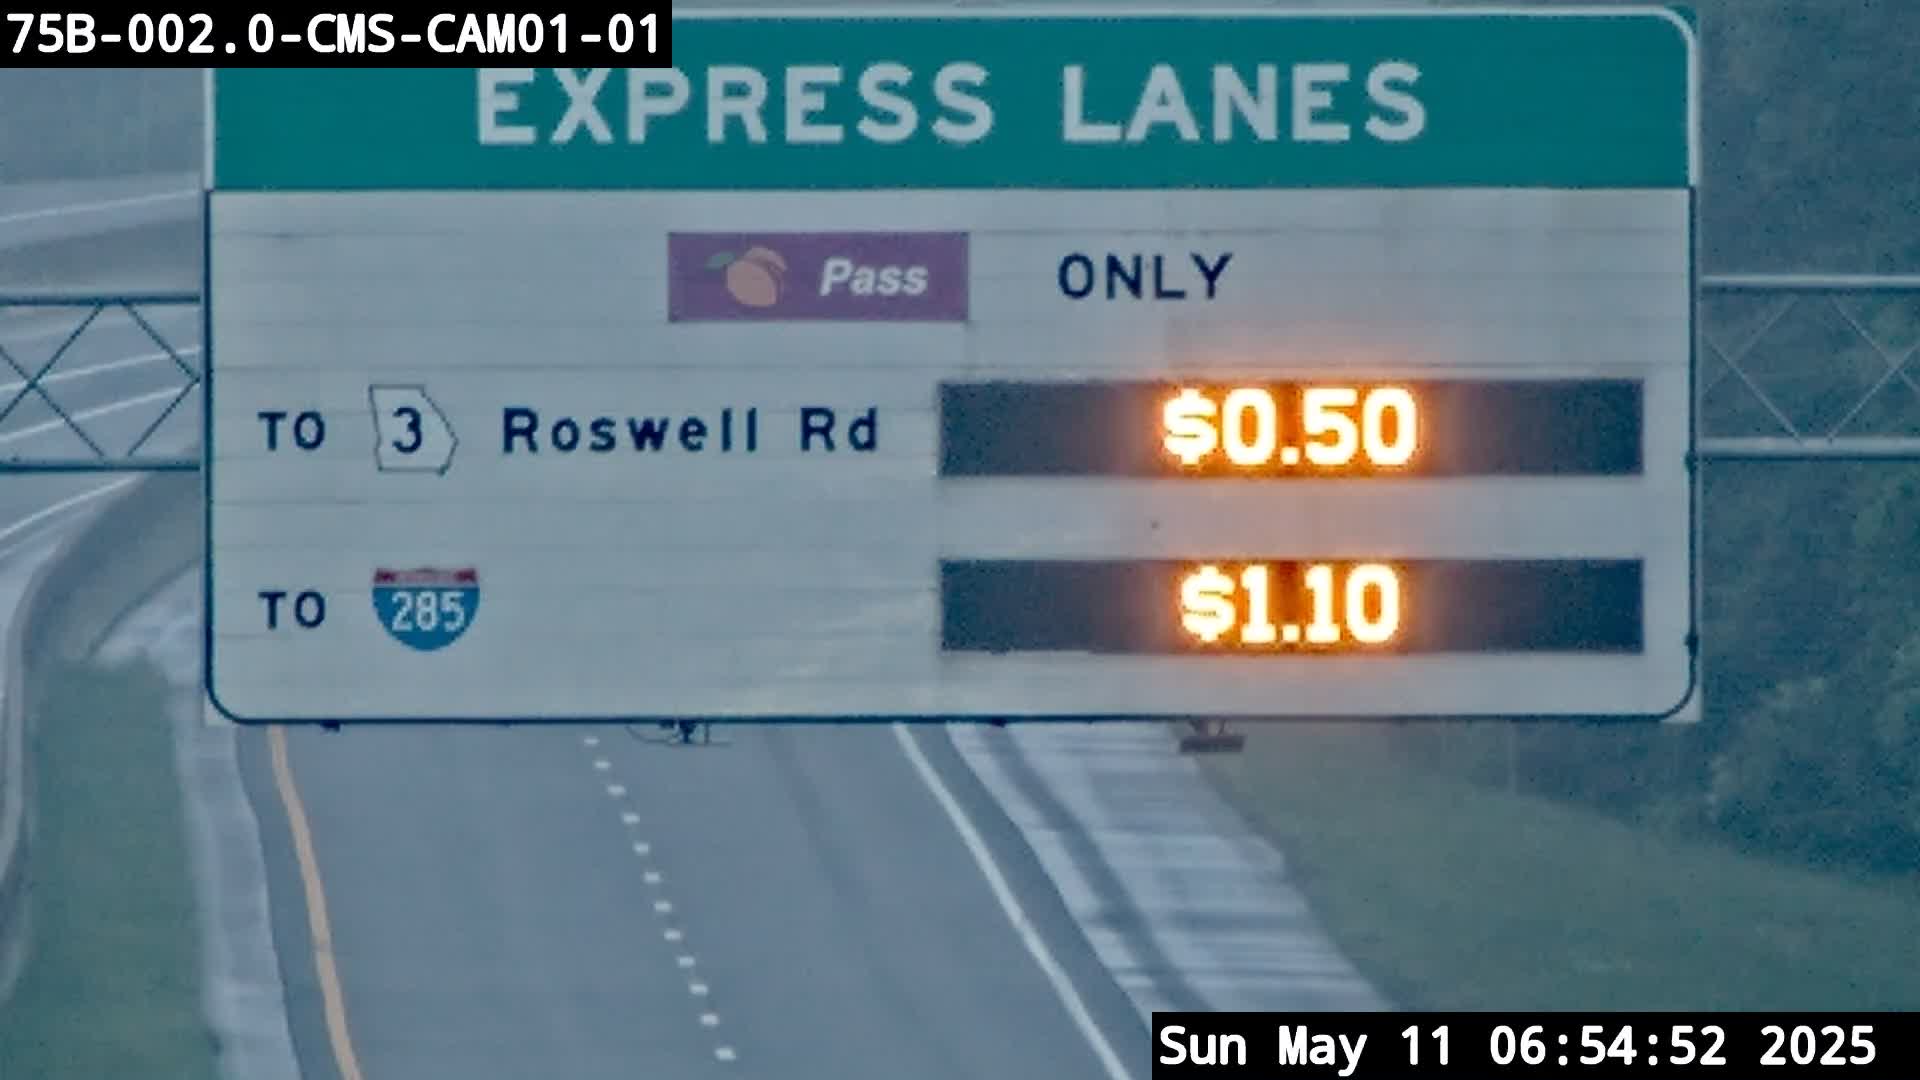 75B-002.0-CMS-CAM01-01
EXPRESS LANES
Pass ONLY
TO 3 Roswell Rd $0.50
TO 285 $1.10
Sun May 11 06:54:52 2025